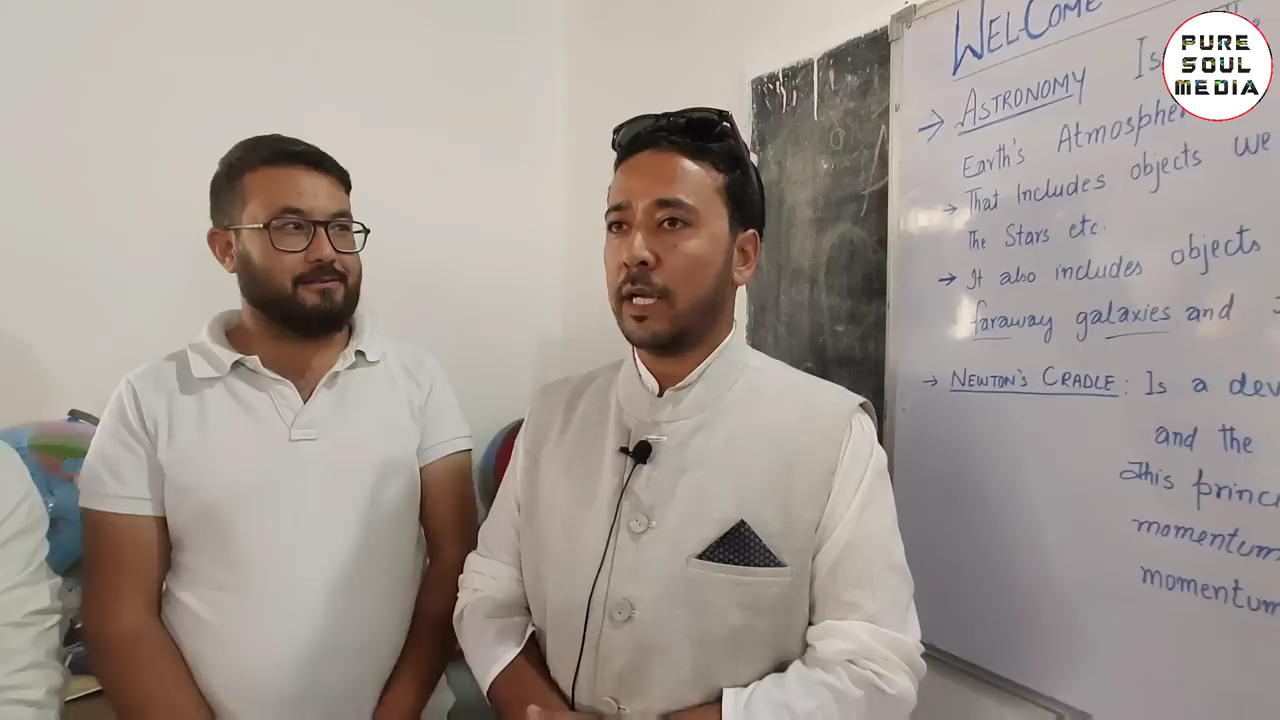 WELCOME
→ ASTRONOMY Is
Earth's Atmospher
→ That Includes objects we
The Stars etc.
→ It also includes objects
faraway galaxies and
→ NEWTON'S CRADLE: Is a dev
and the
This princ
momentum
momentum
PURE
SOUL
MEDIA